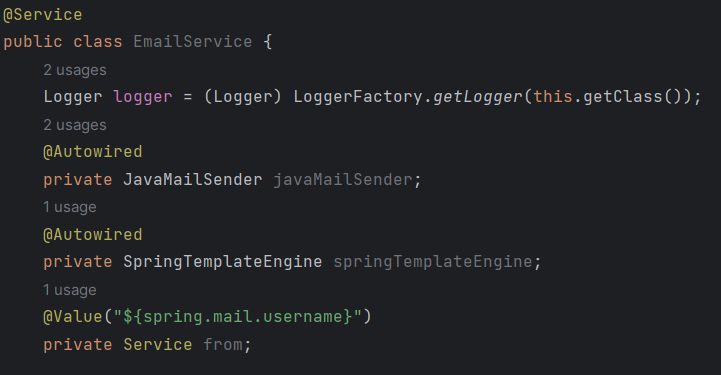 @Service
public class EmailService {
2 usages
Logger logger = (Logger) LoggerFactory.getLogger(this.getClass());
2 usages
@Autowired
private JavaMailSender javaMailSender;
1 usage
@Autowired
private SpringTemplateEngine springTemplateEngine;
1 usage
@Value("${spring.mail.username}")
private Service from;